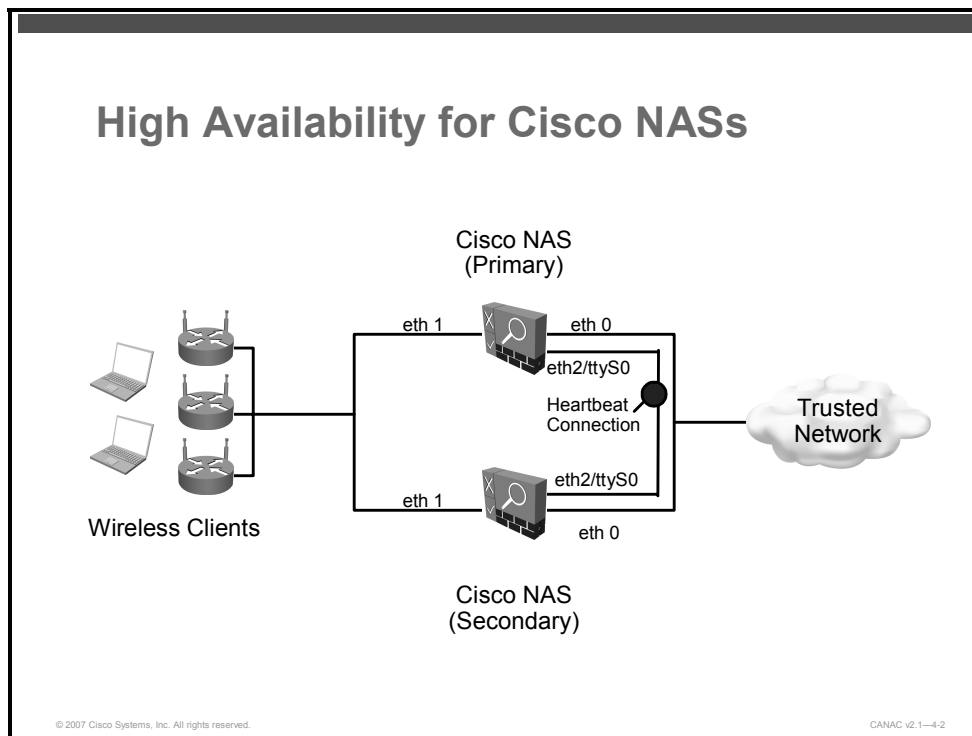 High Availability for Cisco NASs
Cisco NAS
(Primary)
eth 1
eth 0
eth2/ttyS0
Heartbeat
Connection
Trusted
Network
eth2/ttyS0
eth 1
eth 0
Wireless Clients
Cisco NAS
(Secondary)
© 2007 Cisco Systems, Inc. All rights reserved.
CANAC v2.1—4-2